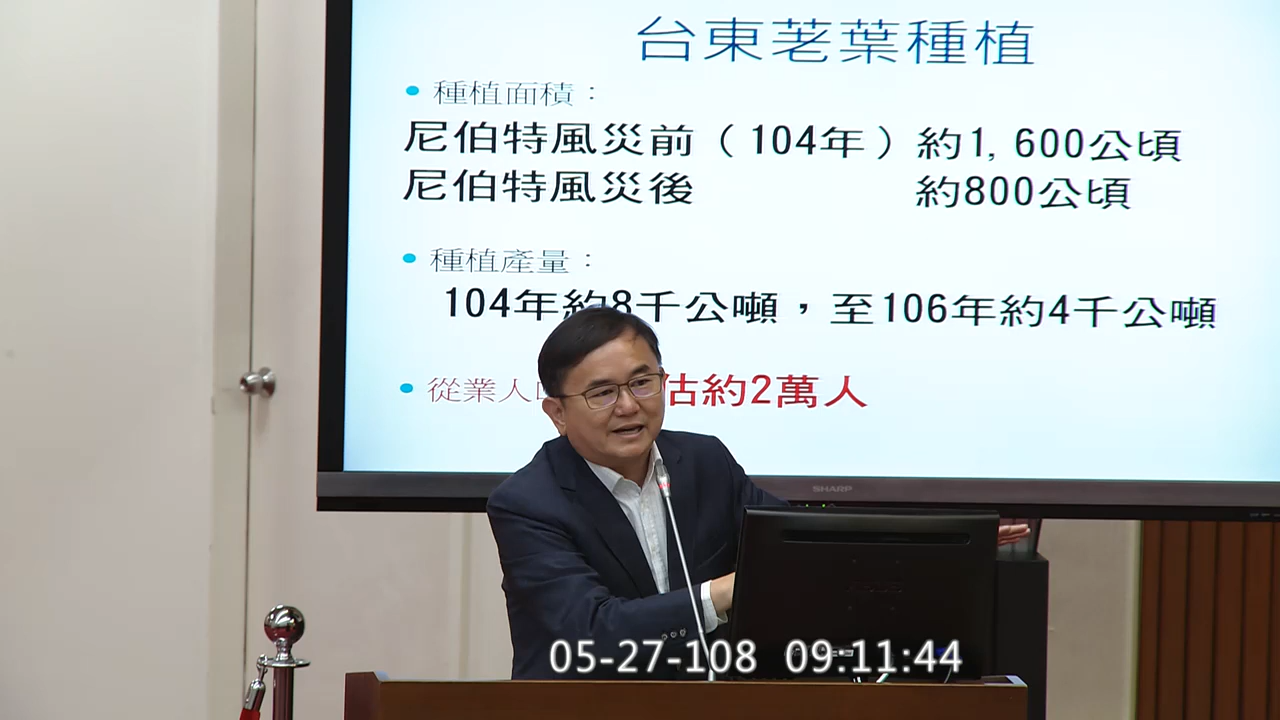 台東荖葉種植
種植面積：
尼伯特風災前（104年）約1,600公頃
尼伯特風災後 約800公頃
種植產量：
104年約8千公噸，至106年約4千公噸
從業人口 估約2萬人
SHARP
05-27-108 09:11:44